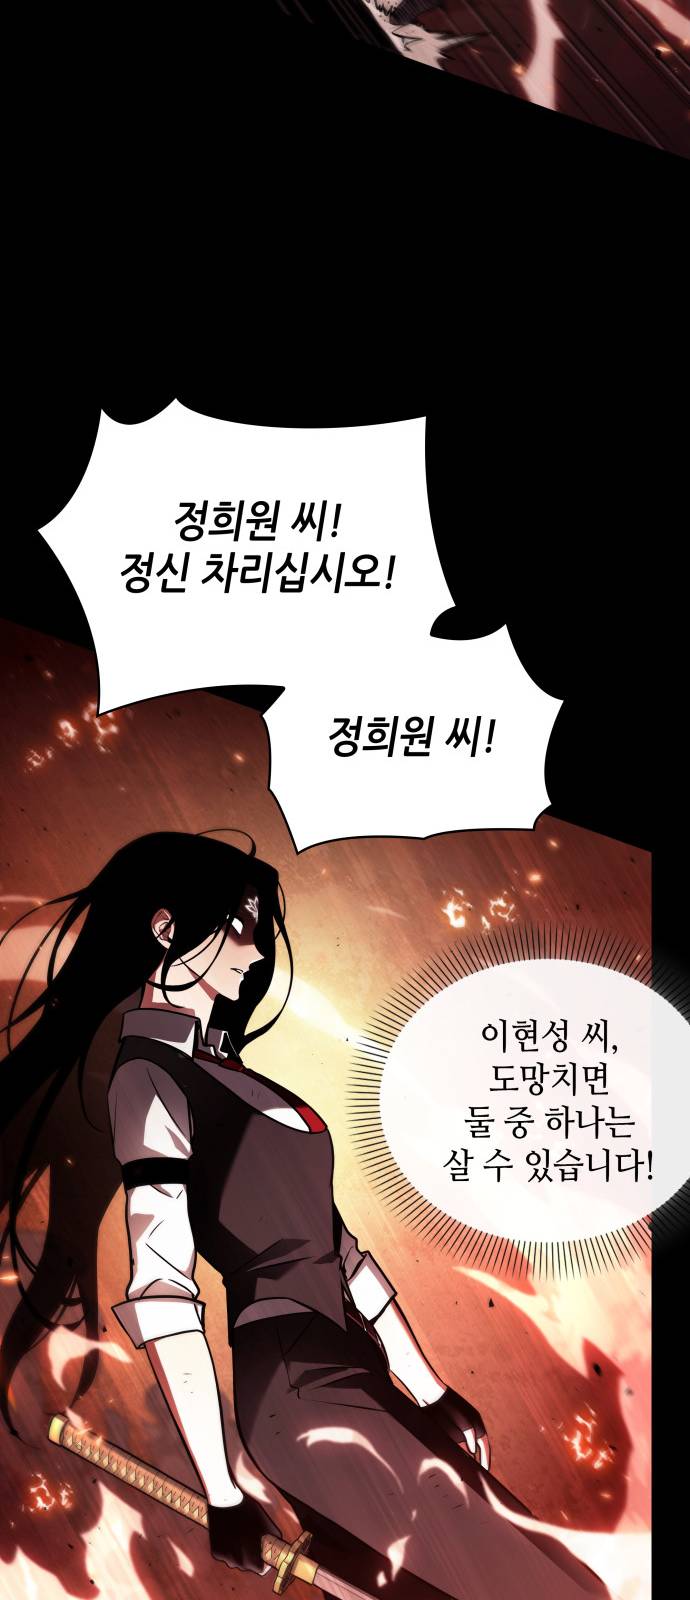 정희원 씨!
정신 차리십시오!
정희원 씨!
이현성 씨,
도망치면
둘 중 하나는
살 수 있습니다!